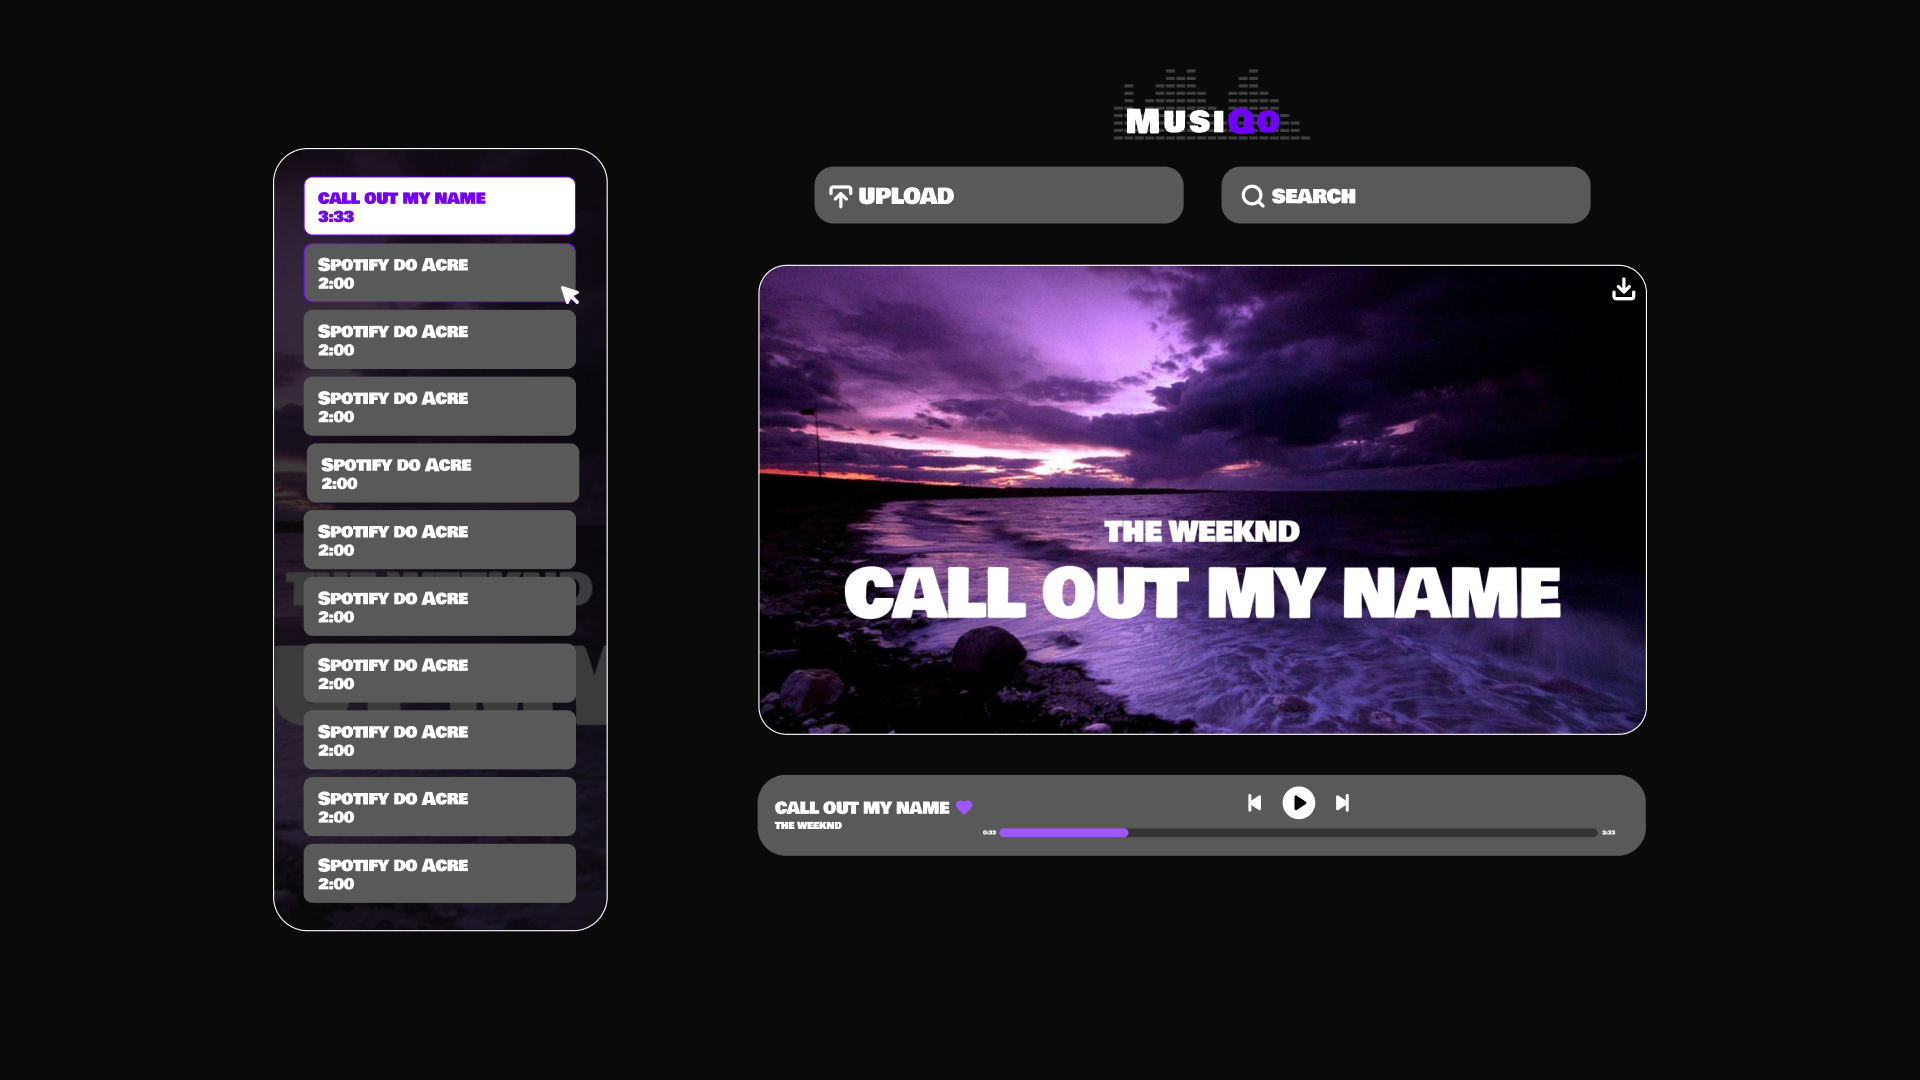 MusiQo
CALL OUT MY NAME
3:33
Spotify do Acre
2:00
Spotify do Acre
2:00
Spotify do Acre
2:00
Spotify do Acre
2:00
Spotify do Acre
2:00
Spotify do Acre
2:00
Spotify do Acre
2:00
Spotify do Acre
2:00
Spotify do Acre
2:00
Spotify do Acre
2:00
UPLOAD
SEARCH
THE WEEKND
CALL OUT MY NAME
CALL OUT MY NAME
THE WEEKND
0:33
3:33